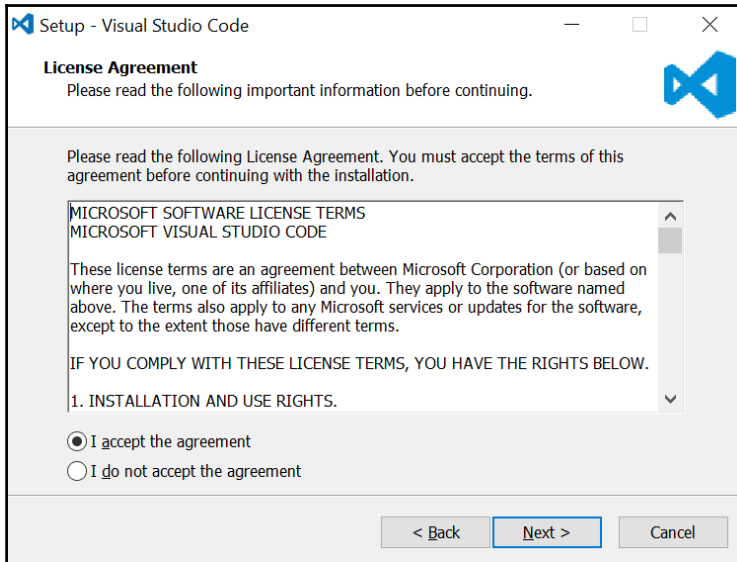 Setup - Visual Studio Code
License Agreement
Please read the following important information before continuing.
Please read the following License Agreement. You must accept the terms of this
agreement before continuing with the installation.
MICROSOFT SOFTWARE LICENSE TERMS
MICROSOFT VISUAL STUDIO CODE
These license terms are an agreement between Microsoft Corporation (or based on
where you live, one of its affiliates) and you. They apply to the software named
above. The terms also apply to any Microsoft services or updates for the software,
except to the extent those have different terms.
IF YOU COMPLY WITH THESE LICENSE TERMS, YOU HAVE THE RIGHTS BELOW.
1. INSTALLATION AND USE RIGHTS.
I accept the agreement
I do not accept the agreement
< Back Next > Cancel